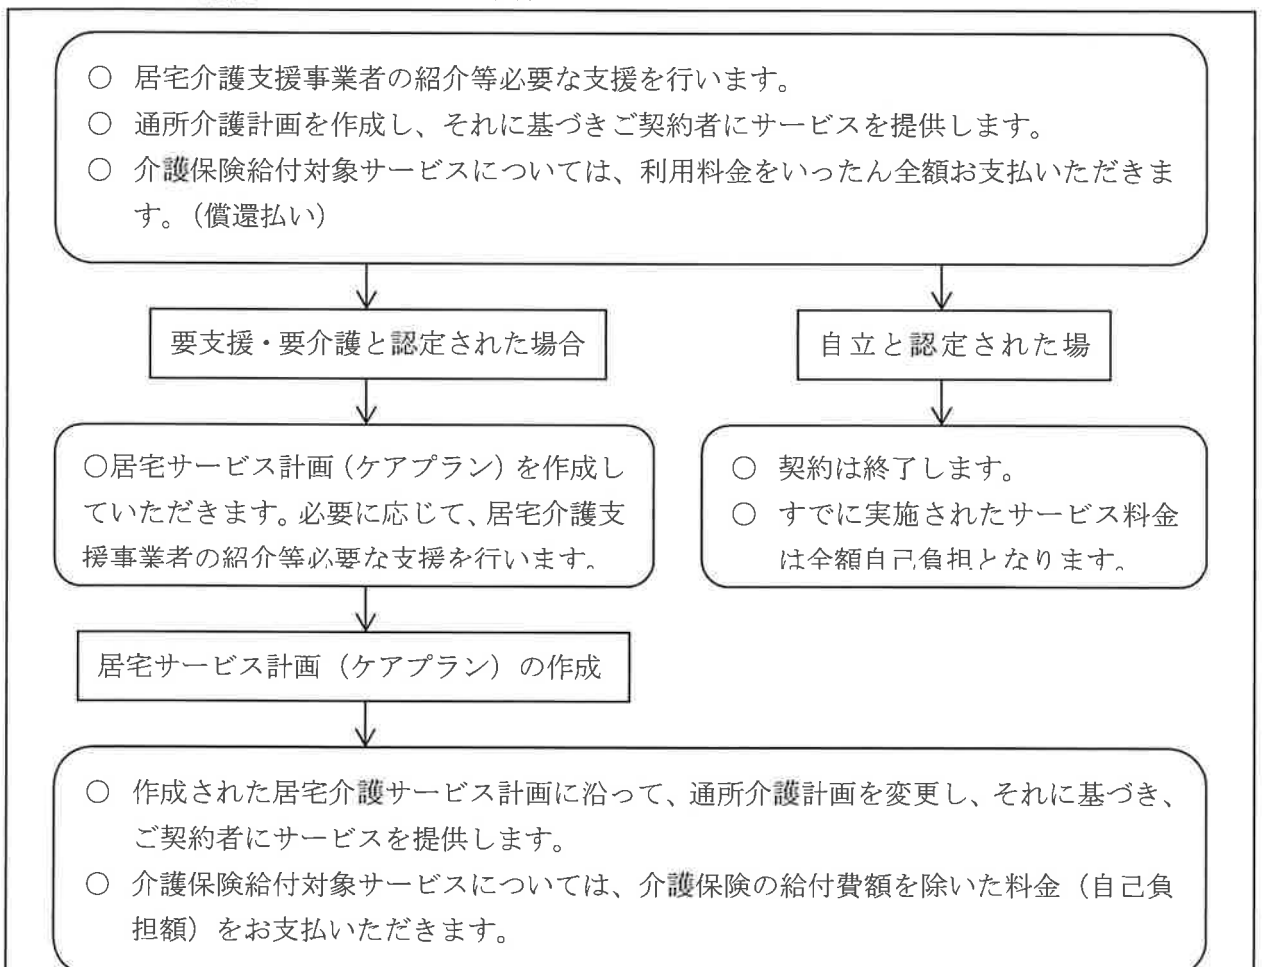 ○ 居宅介護支援事業者の紹介等必要な支援を行います。
○ 通所介護計画を作成し、それに基づきご契約者にサービスを提供します。
○ 介護保険給付対象サービスについては、利用料金をいったん全額お支払いただきま
す。（償還払い）
要支援・要介護と認定された場合
自立と認定された場
○居宅サービス計画（ケアプラン）を作成し
ていただきます。必要に応じて、居宅介護支
援事業者の紹介等必要な支援を行います。
○ 契約は終了します。
○ すでに実施されたサービス料金
は全額自己負担となります。
居宅サービス計画（ケアプラン）の作成
○ 作成された居宅介護サービス計画に沿って、通所介護計画を変更し、それに基づき、
ご契約者にサービスを提供します。
○ 介護保険給付対象サービスについては、介護保険の給付費額を除いた料金（自己負
担額）をお支払いただきます。